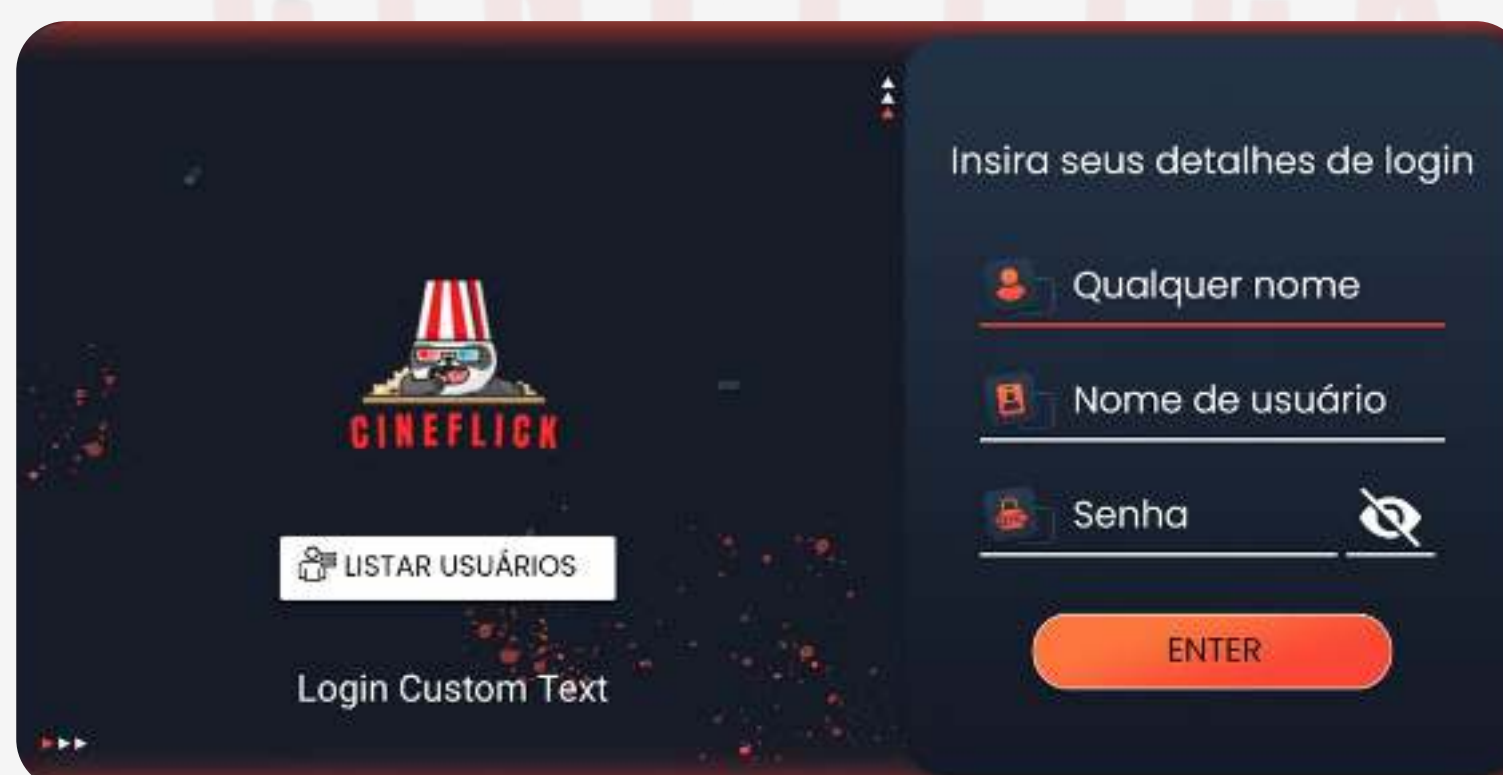 CINEFLICK
LISTAR USUÁRIOS
Login Custom Text
Insira seus detalhes de login
Qualquer nome
Nome de usuário
Senha
ENTER